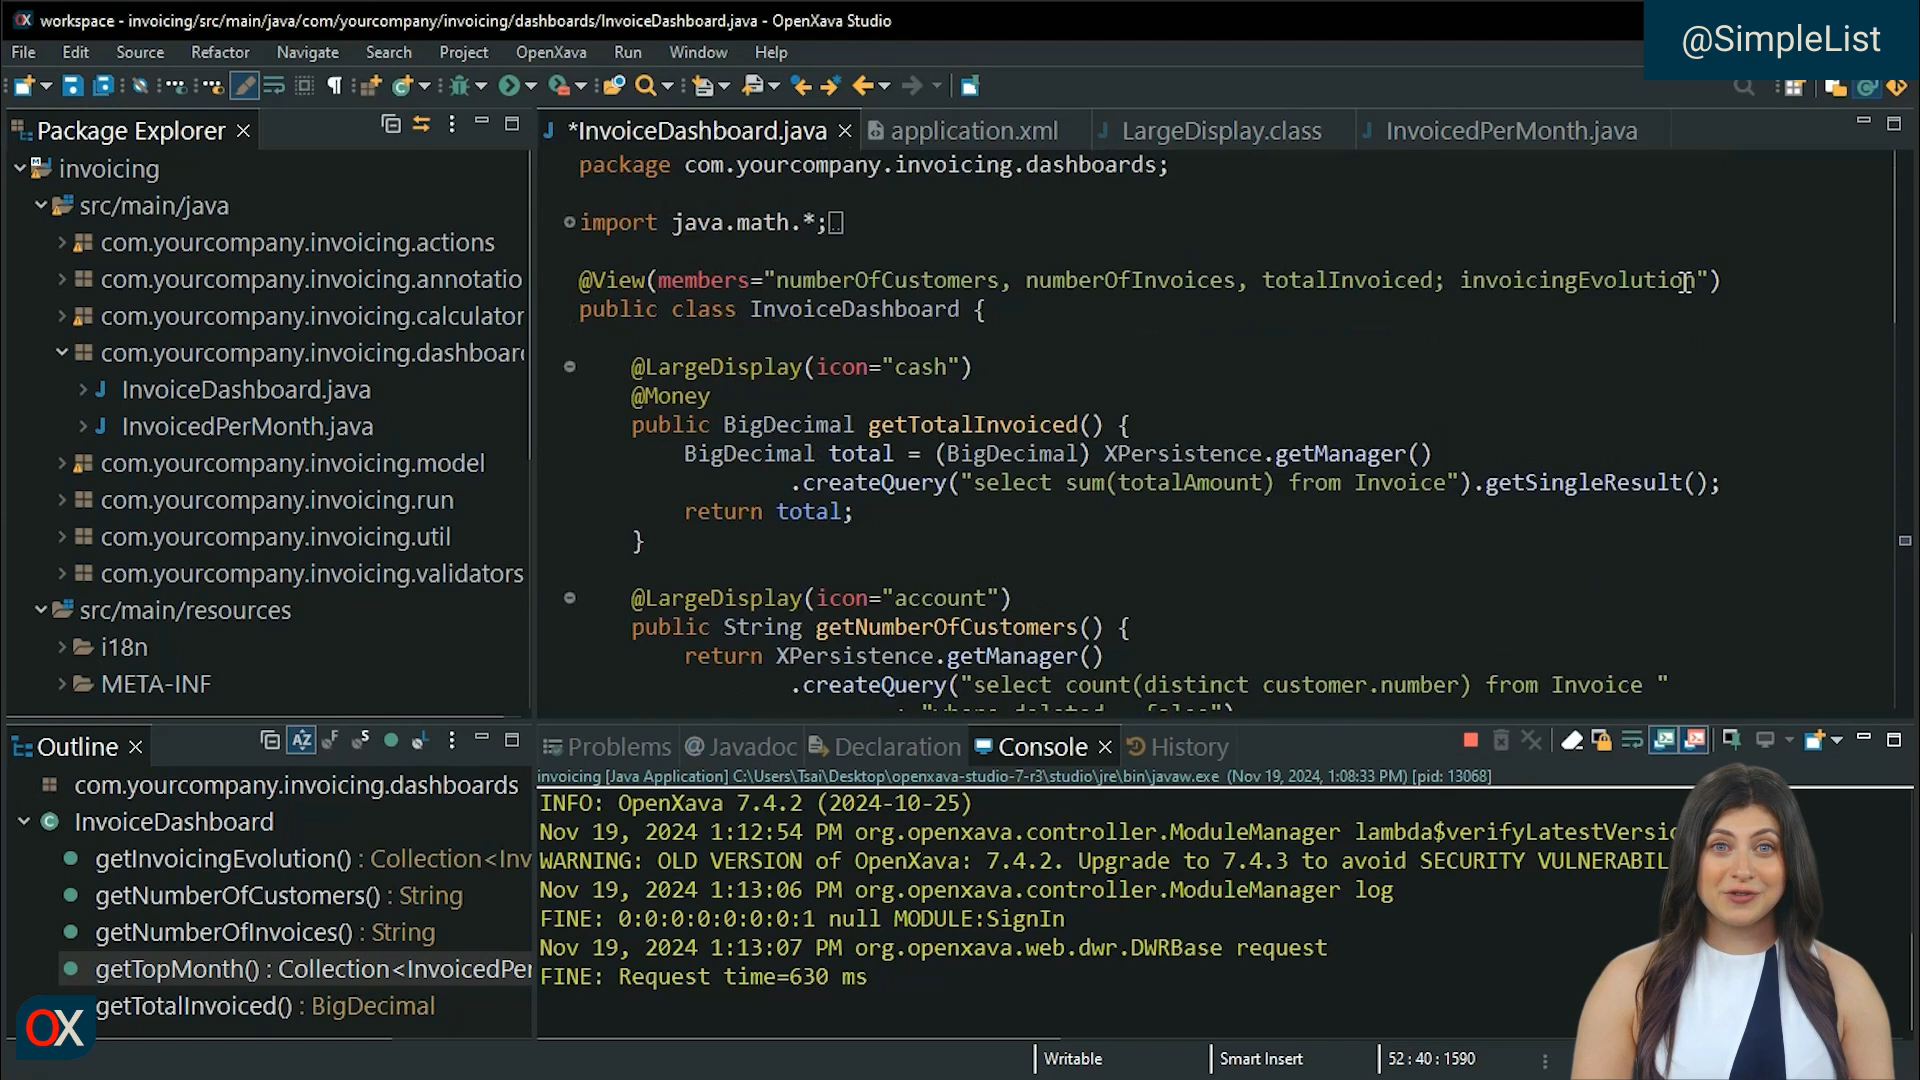 workspace - invoicing/src/main/java/com/yourcompany/invoicing/dashboards/InvoiceDashboard.java - OpenXava Studio
@SimpleList
File Edit Source Refactor Navigate Search Project OpenXava Run Window Help
Package Explorer
invoicing
src/main/java
com.yourcompany.invoicing.actions
com.yourcompany.invoicing.annotatio
com.yourcompany.invoicing.calculator
com.yourcompany.invoicing.dashboar
InvoiceDashboard.java
InvoicedPerMonth.java
com.yourcompany.invoicing.model
com.yourcompany.invoicing.run
com.yourcompany.invoicing.util
com.yourcompany.invoicing.validators
src/main/resources
i18n
META-INF
*InvoiceDashboard.java application.xml LargeDisplay.class InvoicedPerMonth.java
package com.yourcompany.invoicing.dashboards;
import java.math.*;
@View(members="numberOfCustomers, numberOfInvoices, totalInvoiced; invoicingEvolution")
public class InvoiceDashboard {
@LargeDisplay(icon="cash")
@Money
public BigDecimal getTotalInvoiced() {
BigDecimal total = (BigDecimal) XPersistence.getManager()
.createQuery("select sum(totalAmount) from Invoice").getSingleResult();
return total;
}
@LargeDisplay(icon="account")
public String getNumberOfCustomers() {
return XPersistence.getManager()
.createQuery("select count(distinct customer.number) from Invoice "
Outline
com.yourcompany.invoicing.dashboards
InvoiceDashboard
getInvoicingEvolution() : Collection<Inv
getNumberOfCustomers() : String
getNumberOfInvoices() : String
getTopMonth() : Collection<InvoicedPer
getTotalInvoiced() : BigDecimal
OX
Problems Javadoc Declaration Console History
invoicing [Java Application] C:\Users\Tsai\Desktop\openxava-studio-7-r3\studio\jre\bin\javaw.exe (Nov 19, 2024, 1:08:33 PM) [pid: 13068]
INFO: OpenXava 7.4.2 (2024-10-25)
Nov 19, 2024 1:12:54 PM org.openxava.controller.ModuleManager lambda$verifyLatestVersio
WARNING: OLD VERSION of OpenXava: 7.4.2. Upgrade to 7.4.3 to avoid SECURITY VULNERABIL
Nov 19, 2024 1:13:06 PM org.openxava.controller.ModuleManager log
FINE: 0:0:0:0:0:0:0:1 null MODULE:SignIn
Nov 19, 2024 1:13:07 PM org.openxava.web.dwr.DWRBase request
FINE: Request time=630 ms
Writable Smart Insert 52 : 40 : 1590